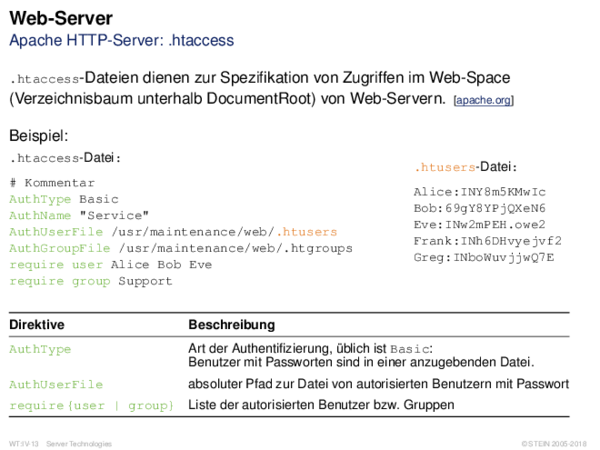 Web-Server
Apache HTTP-Server: .htaccess
.htaccess-Dateien dienen zur Spezifikation von Zugriffen im Web-Space
(Verzeichnisbaum unterhalb DocumentRoot) von Web-Servern. [apache.org]
Beispiel:
.htaccess-Datei:
# Kommentar
AuthType Basic
AuthName "Service"
AuthUserFile /usr/maintenance/web/.htusers
AuthGroupFile /usr/maintenance/web/.htgroups
require user Alice Bob Eve
require group Support
.htusers-Datei:
Alice:INY8m5KMwIc
Bob:69gY8YPjQXeN6
Eve:INw2mPEH.owe2
Frank:INh6DHvyejvf2
Greg:INboWuvjjwQ7E
Direktive Beschreibung
AuthType Art der Authentifizierung, üblich ist Basic:
Benutzer mit Passworten sind in einer anzugebenden Datei.
AuthUserFile absoluter Pfad zur Datei von autorisierten Benutzern mit Passwort
require{user | group} Liste der autorisierten Benutzer bzw. Gruppen
WT:IV-13 Server Technologies © STEIN 2005-2018